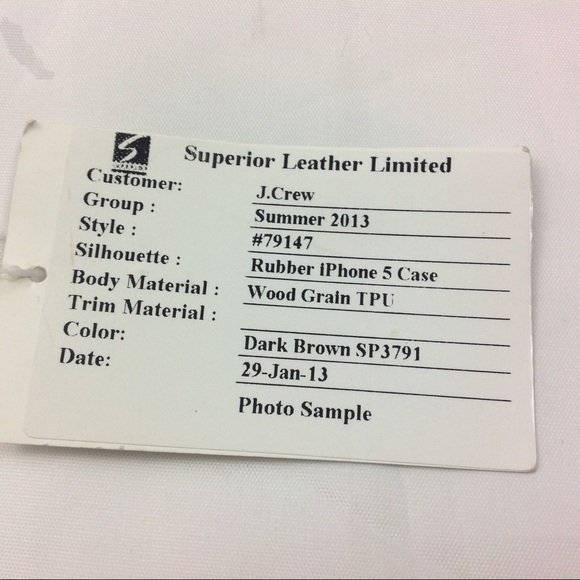 Superior Leather Limited
Customer: J.Crew
Group : Summer 2013
Style : #79147
Silhouette : Rubber iPhone 5 Case
Body Material : Wood Grain TPU
Trim Material :
Color: Dark Brown SP3791
Date: 29-Jan-13
Photo Sample